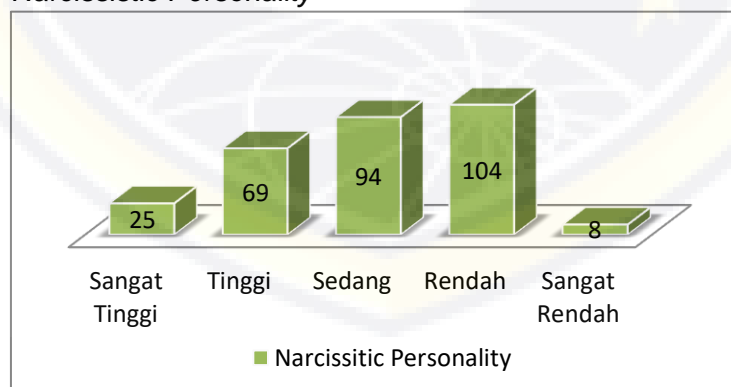 Narcissistic Personality
25
69
94
104
8
Sangat Tinggi
Tinggi
Sedang
Rendah
Sangat Rendah
Narcissitic Personality